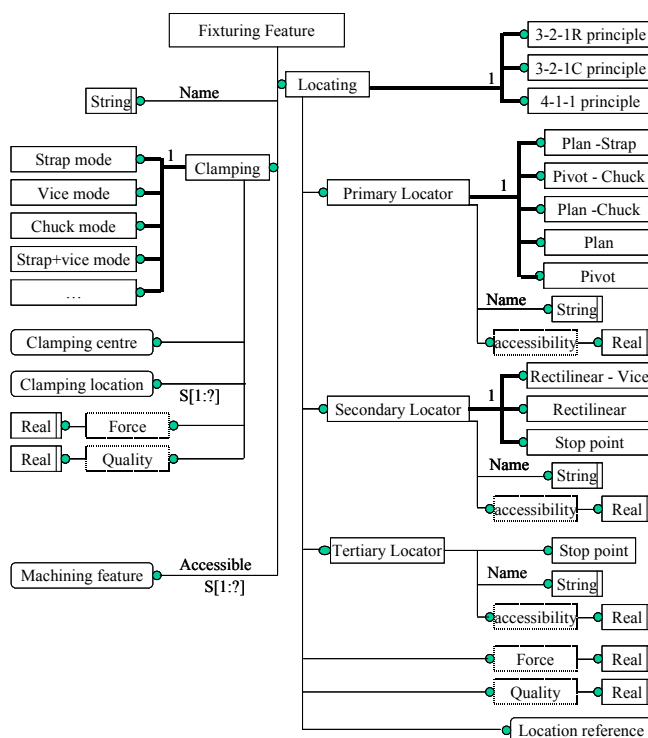 Fixturing Feature
3-2-1R principle
Locating
1
3-2-1C principle
String
Name
4-1-1 principle
Strap mode
1
Clamping
Vice mode
Chuck mode
Strap+vice mode
…
Plan -Strap
Pivot - Chuck
Primary Locator
1
Plan -Chuck
Plan
Pivot
Name
String
accessibility
Real
Clamping centre
Clamping location
S[1:?]
Real
Force
Real
Quality
Rectilinear - Vice
Secondary Locator
1
Rectilinear
Stop point
Name
String
accessibility
Real
Tertiary Locator
Stop point
Name
String
accessibility
Real
Machining feature
Accessible
S[1:?]
Force
Real
Quality
Real
Location reference